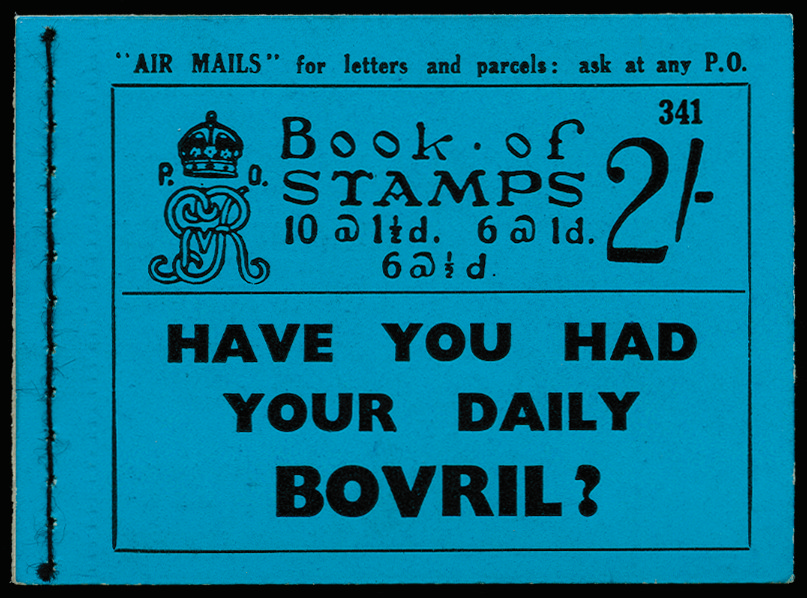 "AIR MAILS" for letters and parcels: ask at any P.O.
341
P. O.
Book·of
STAMPS
2/-
10 @ 1½d. 6 @ 1d.
6 @ ½d.
HAVE YOU HAD
YOUR DAILY
BOVRIL?